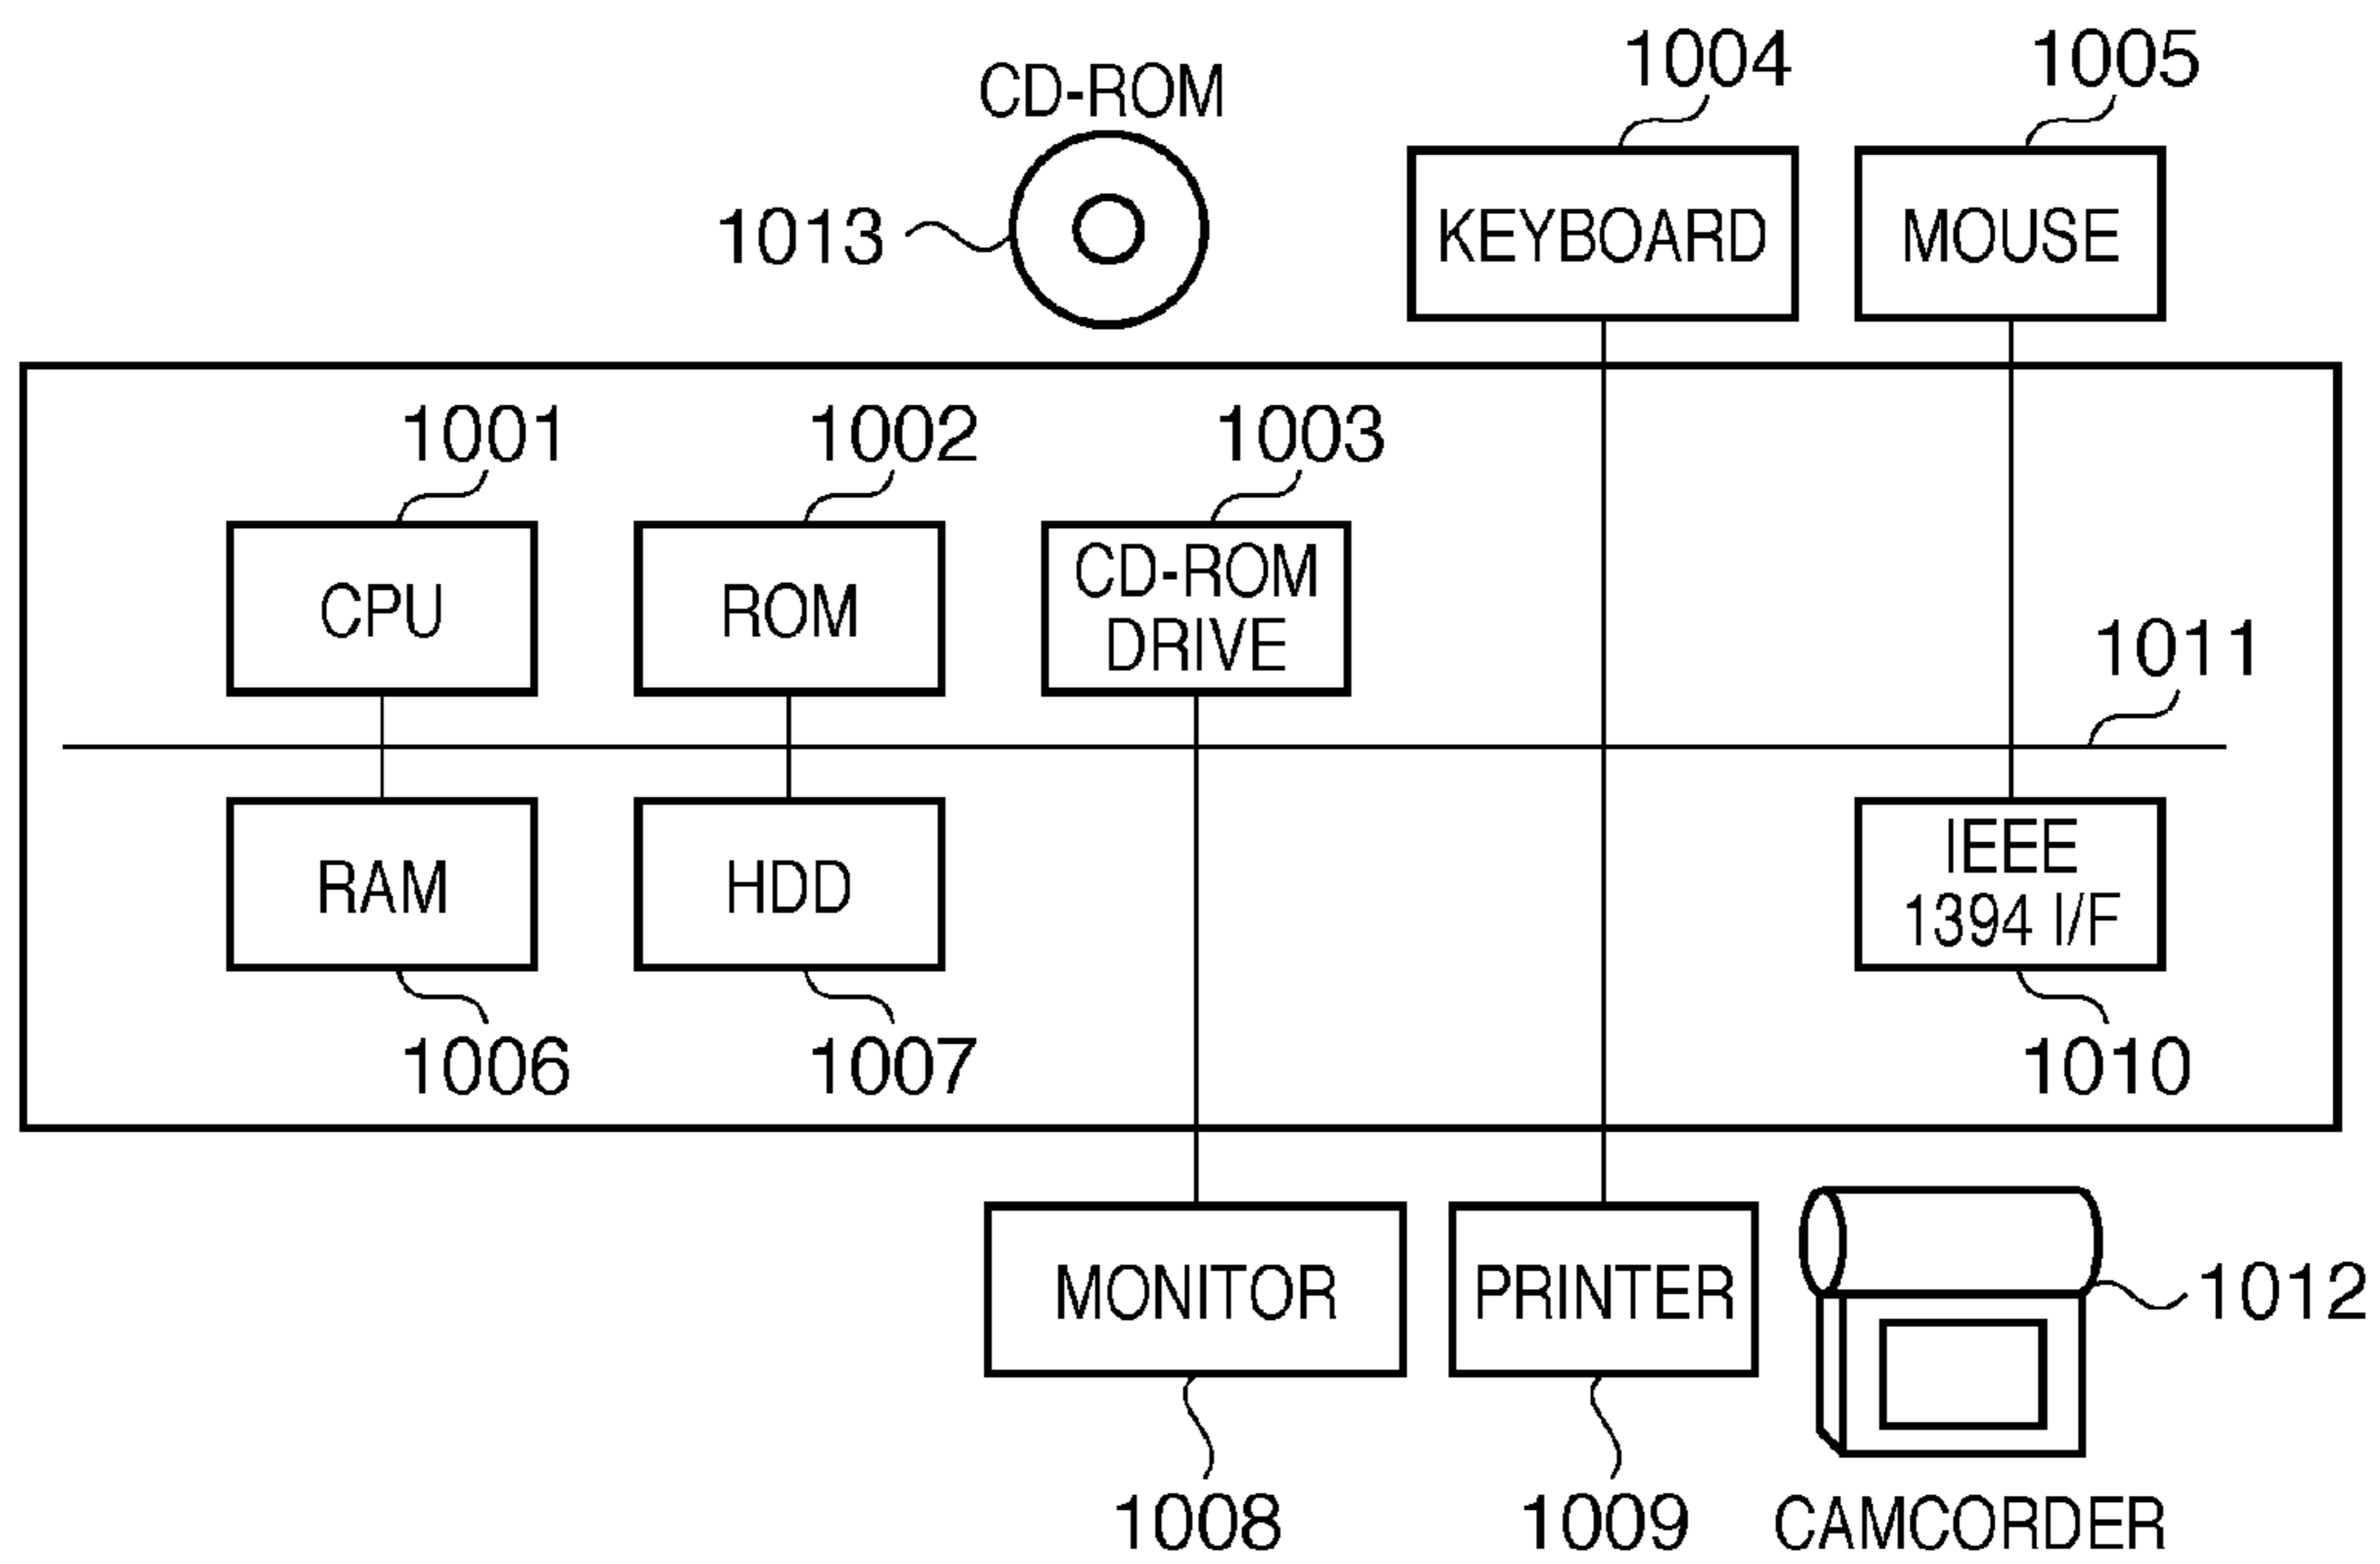 1004
1005
CD-ROM
1013
KEYBOARD
MOUSE
1001
1002
1003
CPU
ROM
CD-ROM
DRIVE
1011
RAM
HDD
IEEE
1394 I/F
1006
1007
1010
MONITOR
PRINTER
1012
1008
1009
CAMCORDER